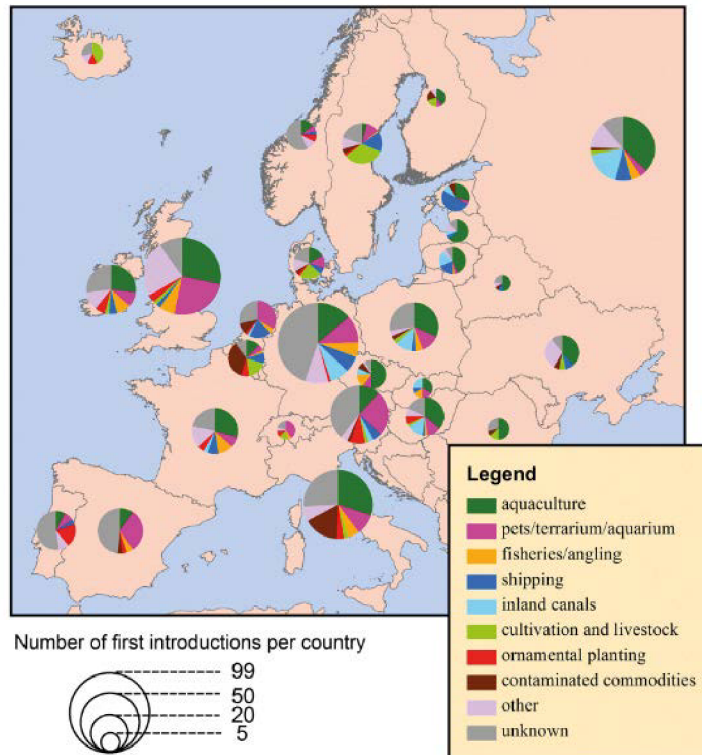 Legend
aquaculture
pets/terrarium/aquarium
fisheries/angling
shipping
inland canals
cultivation and livestock
ornamental planting
contaminated commodities
other
unknown
Number of first introductions per country
99
50
20
5